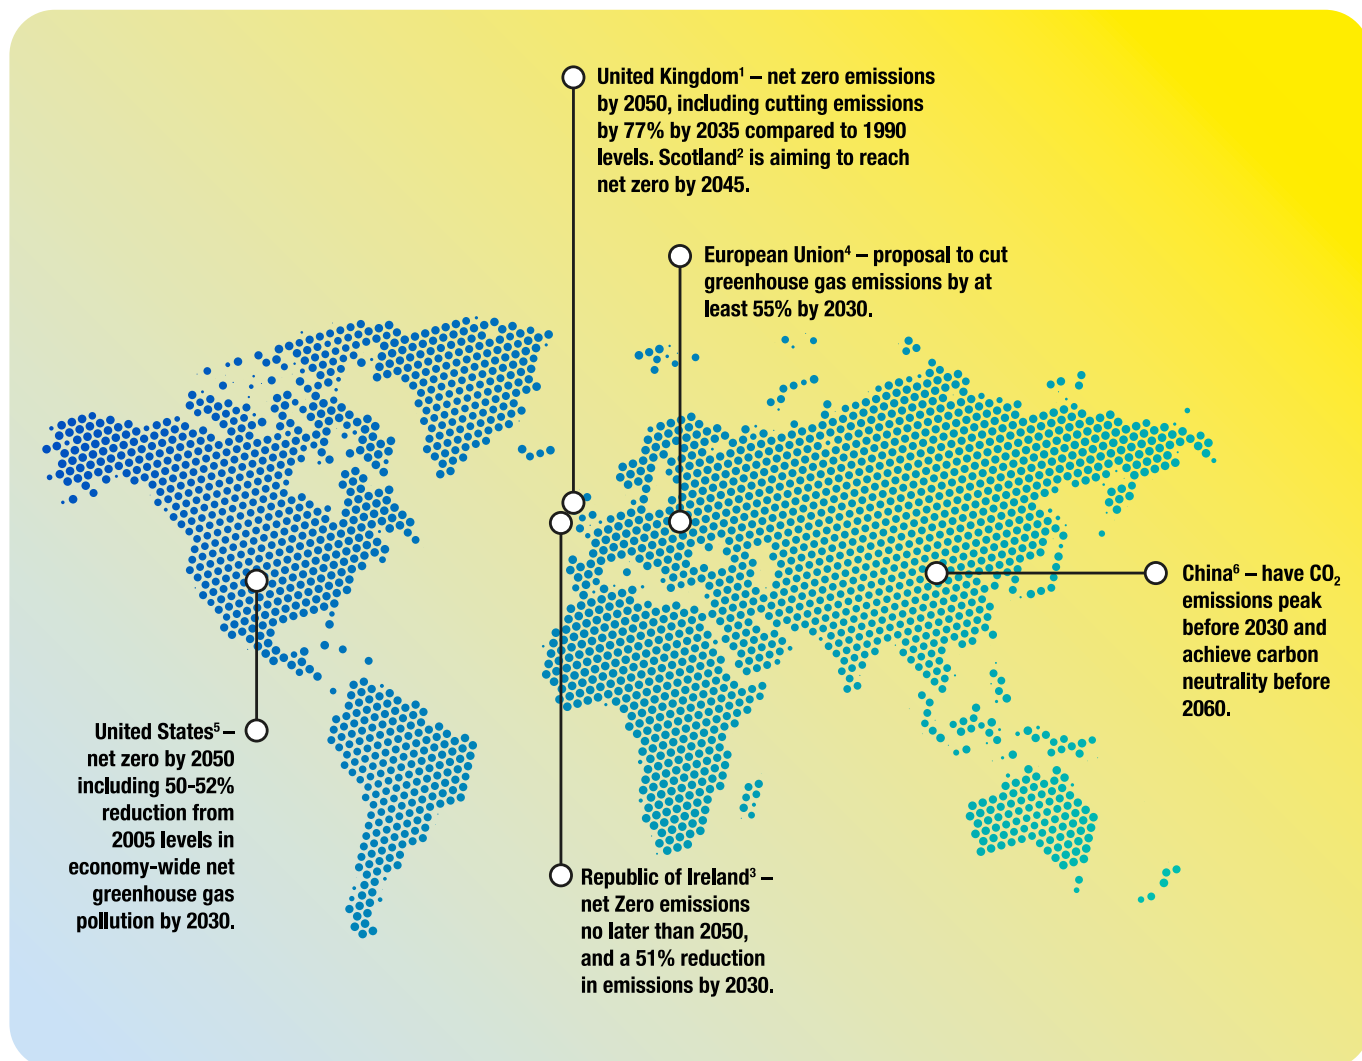 United Kingdom¹ – net zero emissions
by 2050, including cutting emissions
by 77% by 2035 compared to 1990
levels. Scotland² is aiming to reach
net zero by 2045.
European Union⁴ – proposal to cut
greenhouse gas emissions by at
least 55% by 2030.
China⁶ – have CO₂
emissions peak
before 2030 and
achieve carbon
neutrality before
2060.
United States⁵ –
net zero by 2050
including 50-52%
reduction from
2005 levels in
economy-wide net
greenhouse gas
pollution by 2030.
Republic of Ireland³ –
net Zero emissions
no later than 2050,
and a 51% reduction
in emissions by 2030.